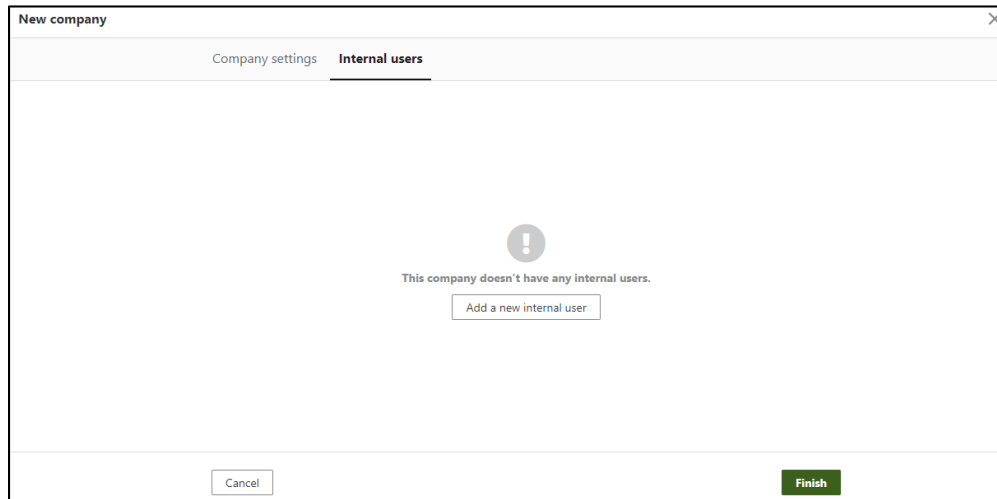 New company
Company settings Internal users
This company doesn't have any internal users.
Add a new internal user
Cancel Finish